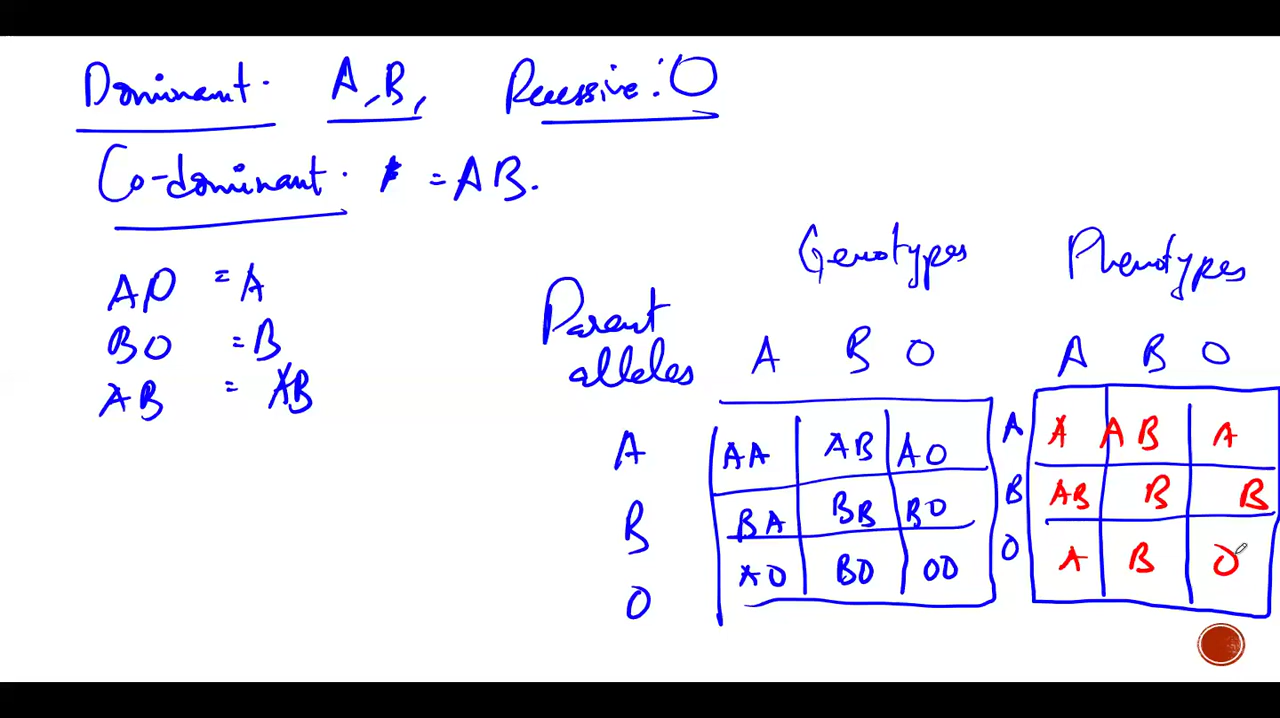 Dominant. A, B, Recessive: O
Co-dominant. = AB.
AO = A
BO = B
AB = AB
Genotypes Phenotypes
Parent alleles
A B O A B O
A AA AB AO A A AB A
B BA BB BO B AB B B
O AO BO OO O A B O